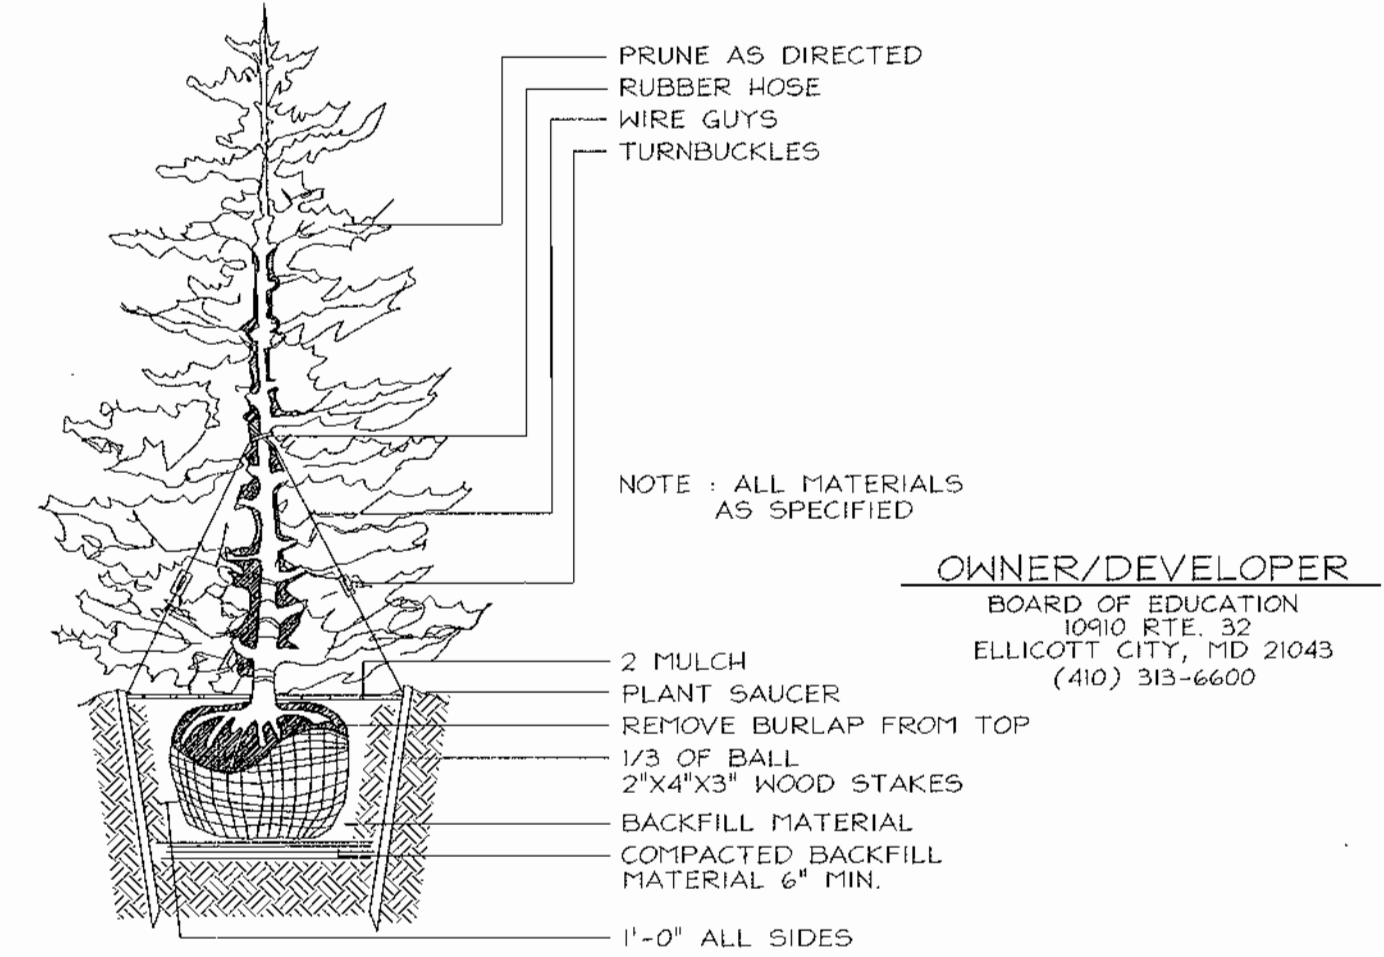 PRUNE AS DIRECTED
RUBBER HOSE
WIRE GUYS
TURNBUCKLES
NOTE : ALL MATERIALS
AS SPECIFIED
OWNER/DEVELOPER
BOARD OF EDUCATION
10910 RTE. 32
ELLICOTT CITY, MD 21043
(410) 313-6600
2 MULCH
PLANT SAUCER
REMOVE BURLAP FROM TOP
1/3 OF BALL
2"X4"X3" WOOD STAKES
BACKFILL MATERIAL
COMPACTED BACKFILL
MATERIAL 6" MIN.
1'-0" ALL SIDES